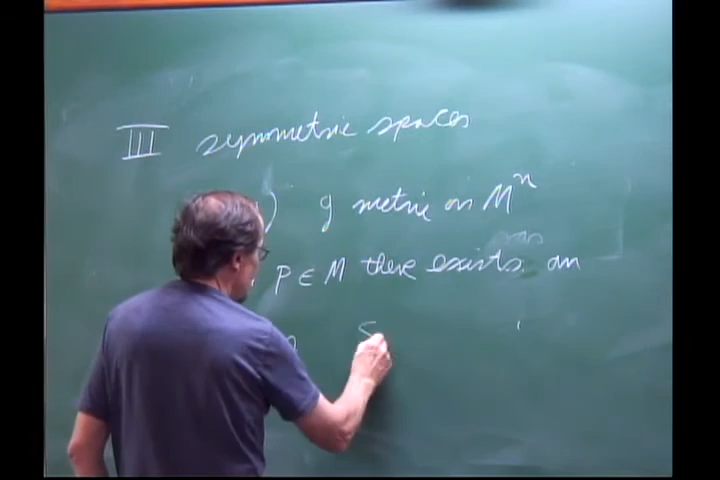 III symmetric spaces
) g metric on Mⁿ
P ∈ M there exists an
S